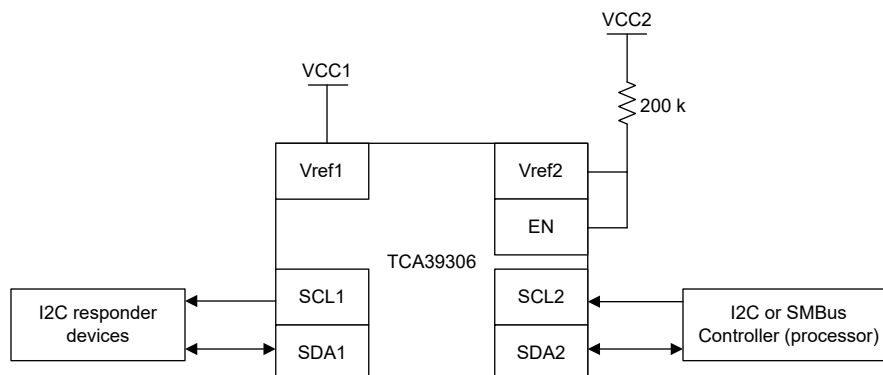 VCC2
VCC1
200 k
Vref1
Vref2
EN
TCA39306
SCL1
SCL2
I2C responder
devices
I2C or SMBus
Controller (processor)
SDA1
SDA2